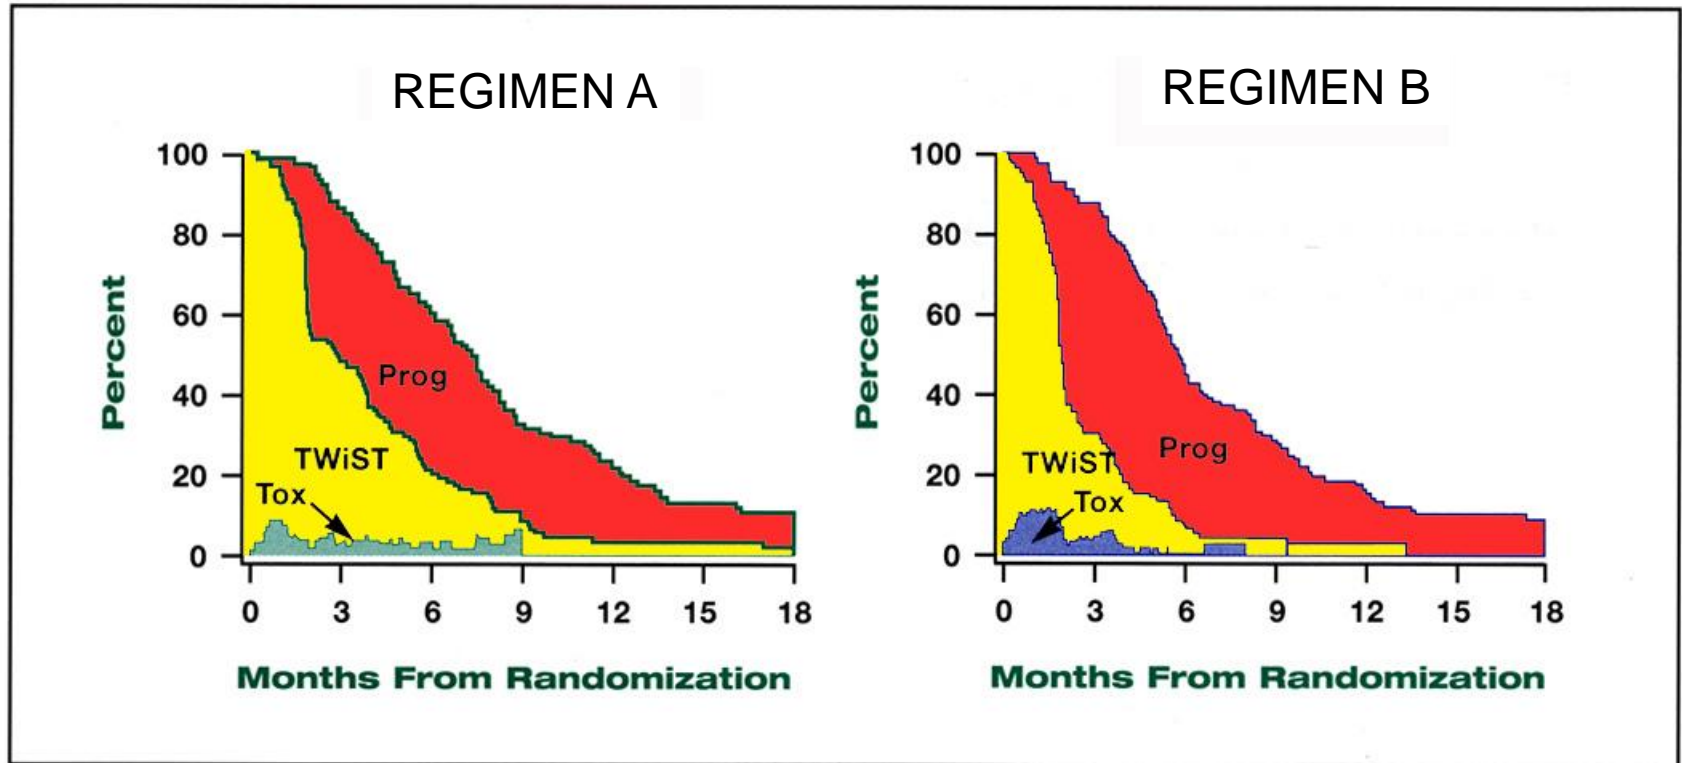 REGIMEN A
100
80
60
40
20
0
Percent
Prog
TWiST
Tox
0 3 6 9 12 15 18
Months From Randomization
REGIMEN B
100
80
60
40
20
0
Percent
Prog
TWiST
Tox
0 3 6 9 12 15 18
Months From Randomization